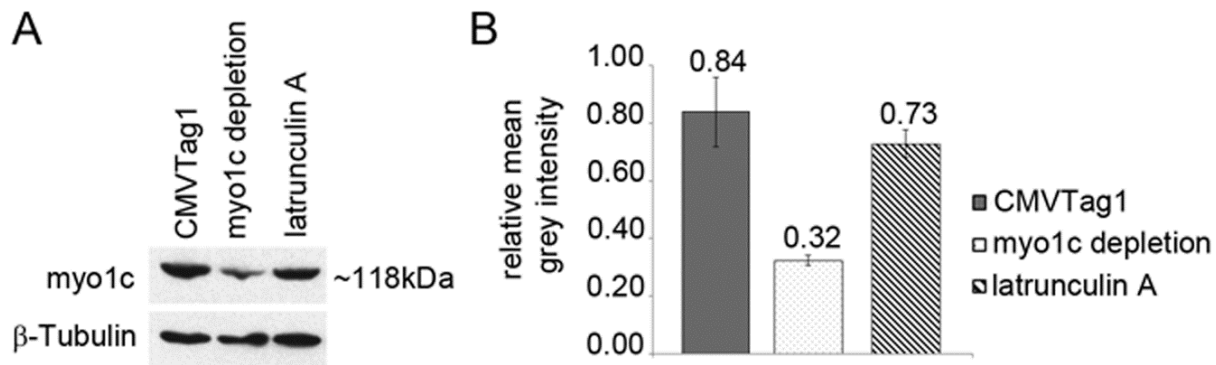 A
CMVTag1
myo1c depletion
latrunculin A
myo1c
~118kDa
β-Tubulin
B
relative mean
grey intensity
1.00
0.80
0.60
0.40
0.20
0.00
0.84
0.32
0.73
CMVTag1
myo1c depletion
latrunculin A